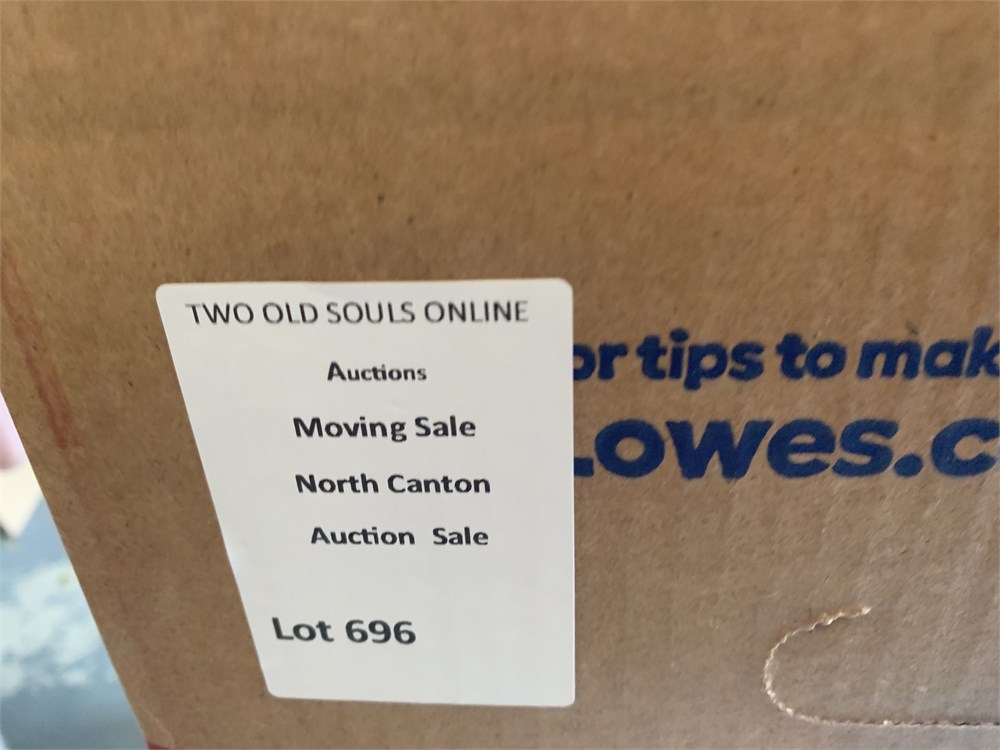 TWO OLD SOULS ONLINE
Auctions
Moving Sale
North Canton
Auction Sale
Lot 696
or tips to mak
Lowes.c